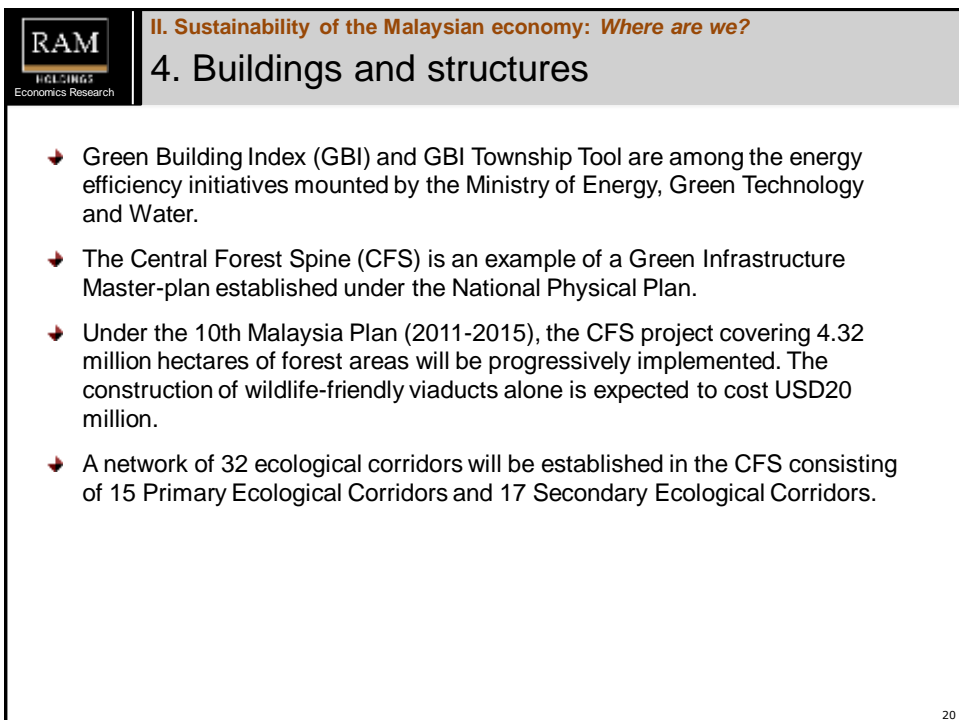 II. Sustainability of the Malaysian economy: Where are we?
RAM
HOLDINGS
Economics Research
4. Buildings and structures
Green Building Index (GBI) and GBI Township Tool are among the energy
efficiency initiatives mounted by the Ministry of Energy, Green Technology
and Water.
The Central Forest Spine (CFS) is an example of a Green Infrastructure
Master-plan established under the National Physical Plan.
Under the 10th Malaysia Plan (2011-2015), the CFS project covering 4.32
million hectares of forest areas will be progressively implemented. The
construction of wildlife-friendly viaducts alone is expected to cost USD20
million.
A network of 32 ecological corridors will be established in the CFS consisting
of 15 Primary Ecological Corridors and 17 Secondary Ecological Corridors.
20